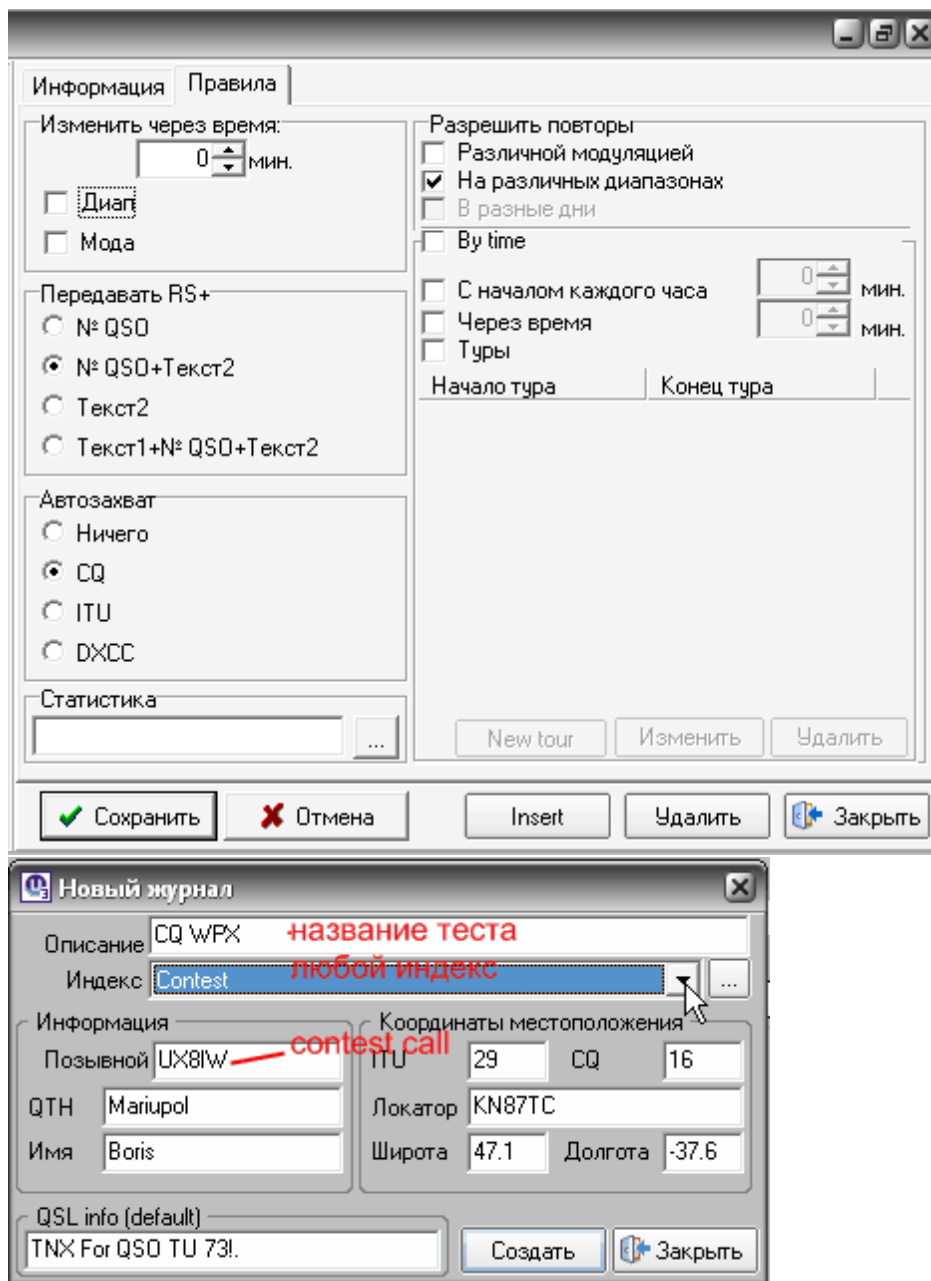 Информация Правила
Изменить через время:
0 мин.
Диап
Мода
Передавать RS+
№ QSO
№ QSO+Текст2
Текст2
Текст1+№ QSO+Текст2
Автозахват
Ничего
CQ
ITU
DXCC
Статистика
...
Разрешить повторы
Различной модуляцией
На различных диапазонах
В разные дни
By time
С началом каждого часа 0 мин.
Через время 0 мин.
Туры
Начало тура Конец тура
New tour Изменить Удалить
Сохранить Отмена Insert Удалить Закрыть
Новый журнал
Описание CQ WPX название теста
Индекс Contest любой индекс ...
Информация
Позывной UX8IW contest call
QTH Mariupol
Имя Boris
Координаты местоположения
ITU 29 CQ 16
Локатор KN87TC
Широта 47.1 Долгота -37.6
QSL info (default)
TNX For QSO TU 73!.
Создать Закрыть